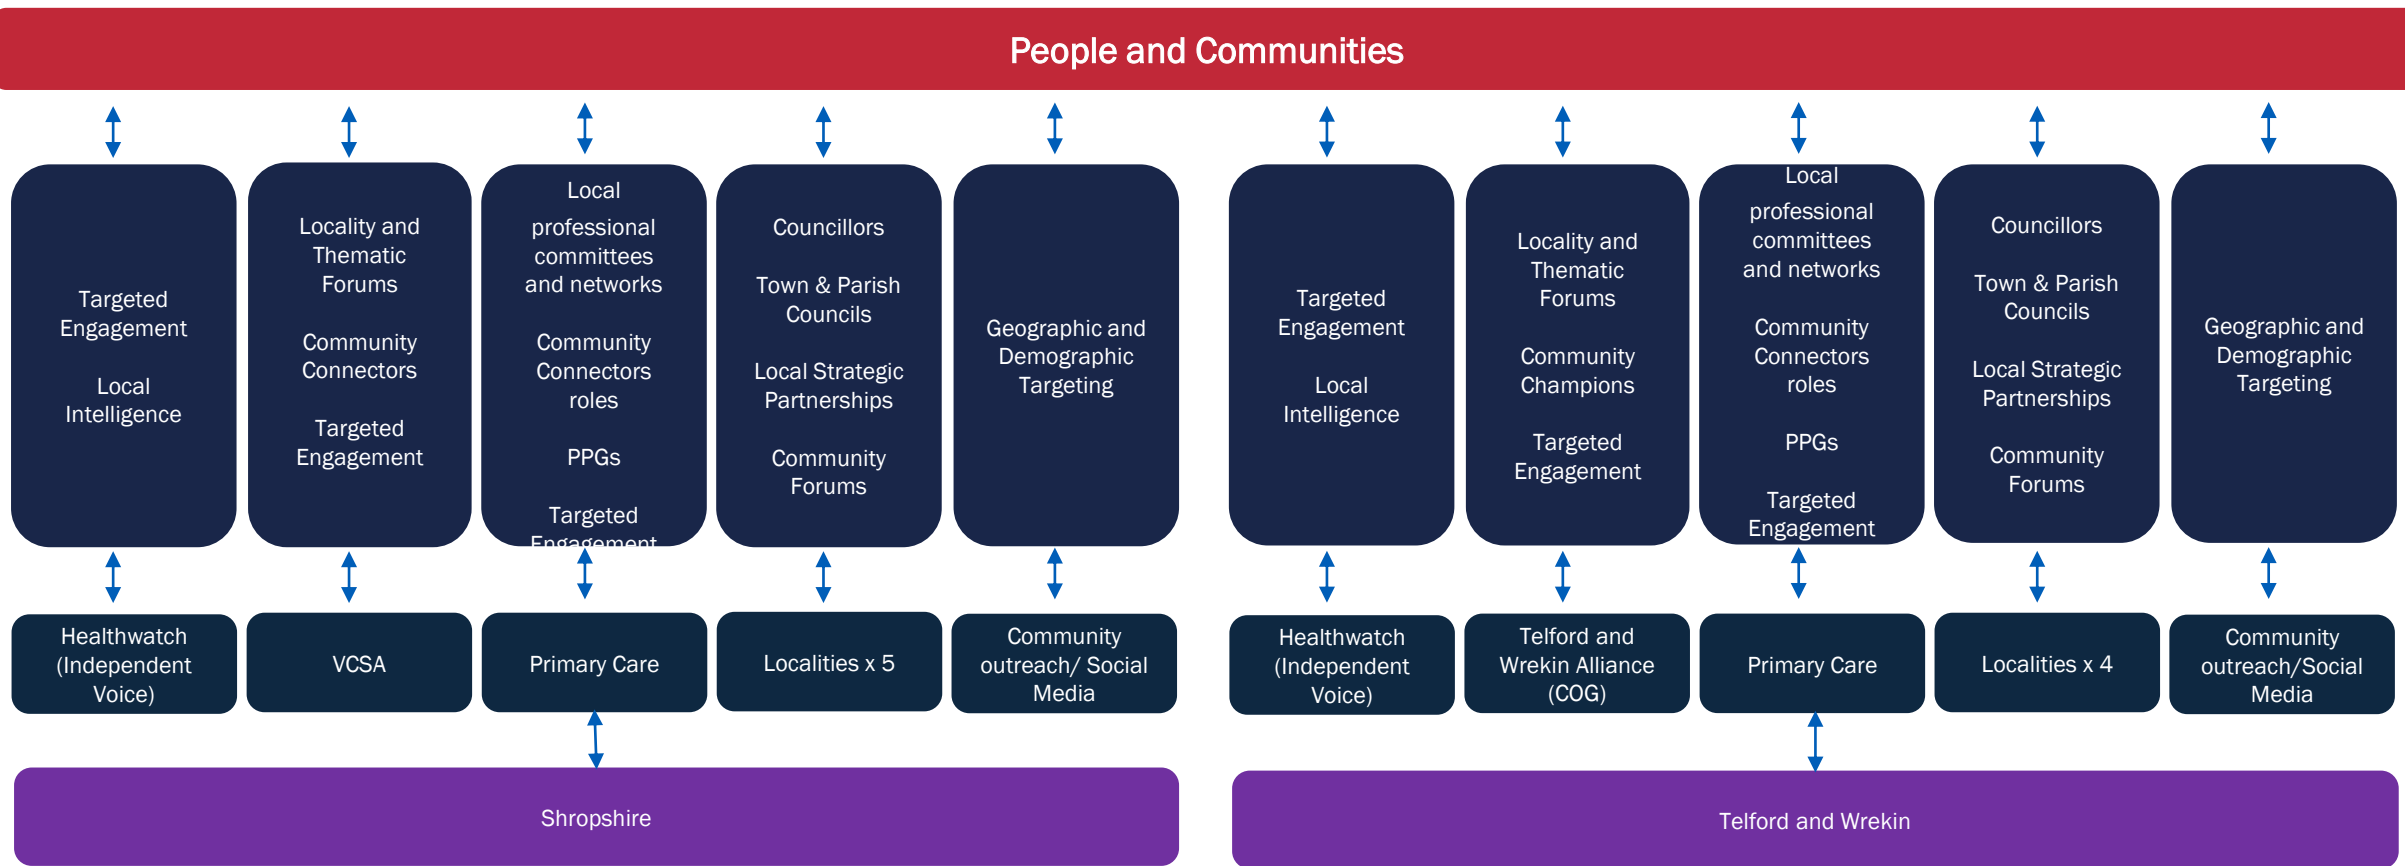 People and Communities
Targeted
Engagement
Local
Intelligence
Locality and
Thematic
Forums
Community
Connectors
Targeted
Engagement
Local
professional
committees
and networks
Community
Connectors
roles
PPGs
Targeted
Engagement
Councillors
Town & Parish
Councils
Local Strategic
Partnerships
Community
Forums
Geographic and
Demographic
Targeting
Targeted
Engagement
Local
Intelligence
Locality and
Thematic
Forums
Community
Champions
Targeted
Engagement
Local
professional
committees
and networks
Community
Connectors
roles
PPGs
Targeted
Engagement
Councillors
Town & Parish
Councils
Local Strategic
Partnerships
Community
Forums
Geographic and
Demographic
Targeting
Healthwatch
(Independent
Voice)
VCSA
Primary Care
Localities x 5
Community
outreach/ Social
Media
Healthwatch
(Independent
Voice)
Telford and
Wrekin Alliance
(COG)
Primary Care
Localities x 4
Community
outreach/Social
Media
Shropshire
Telford and Wrekin